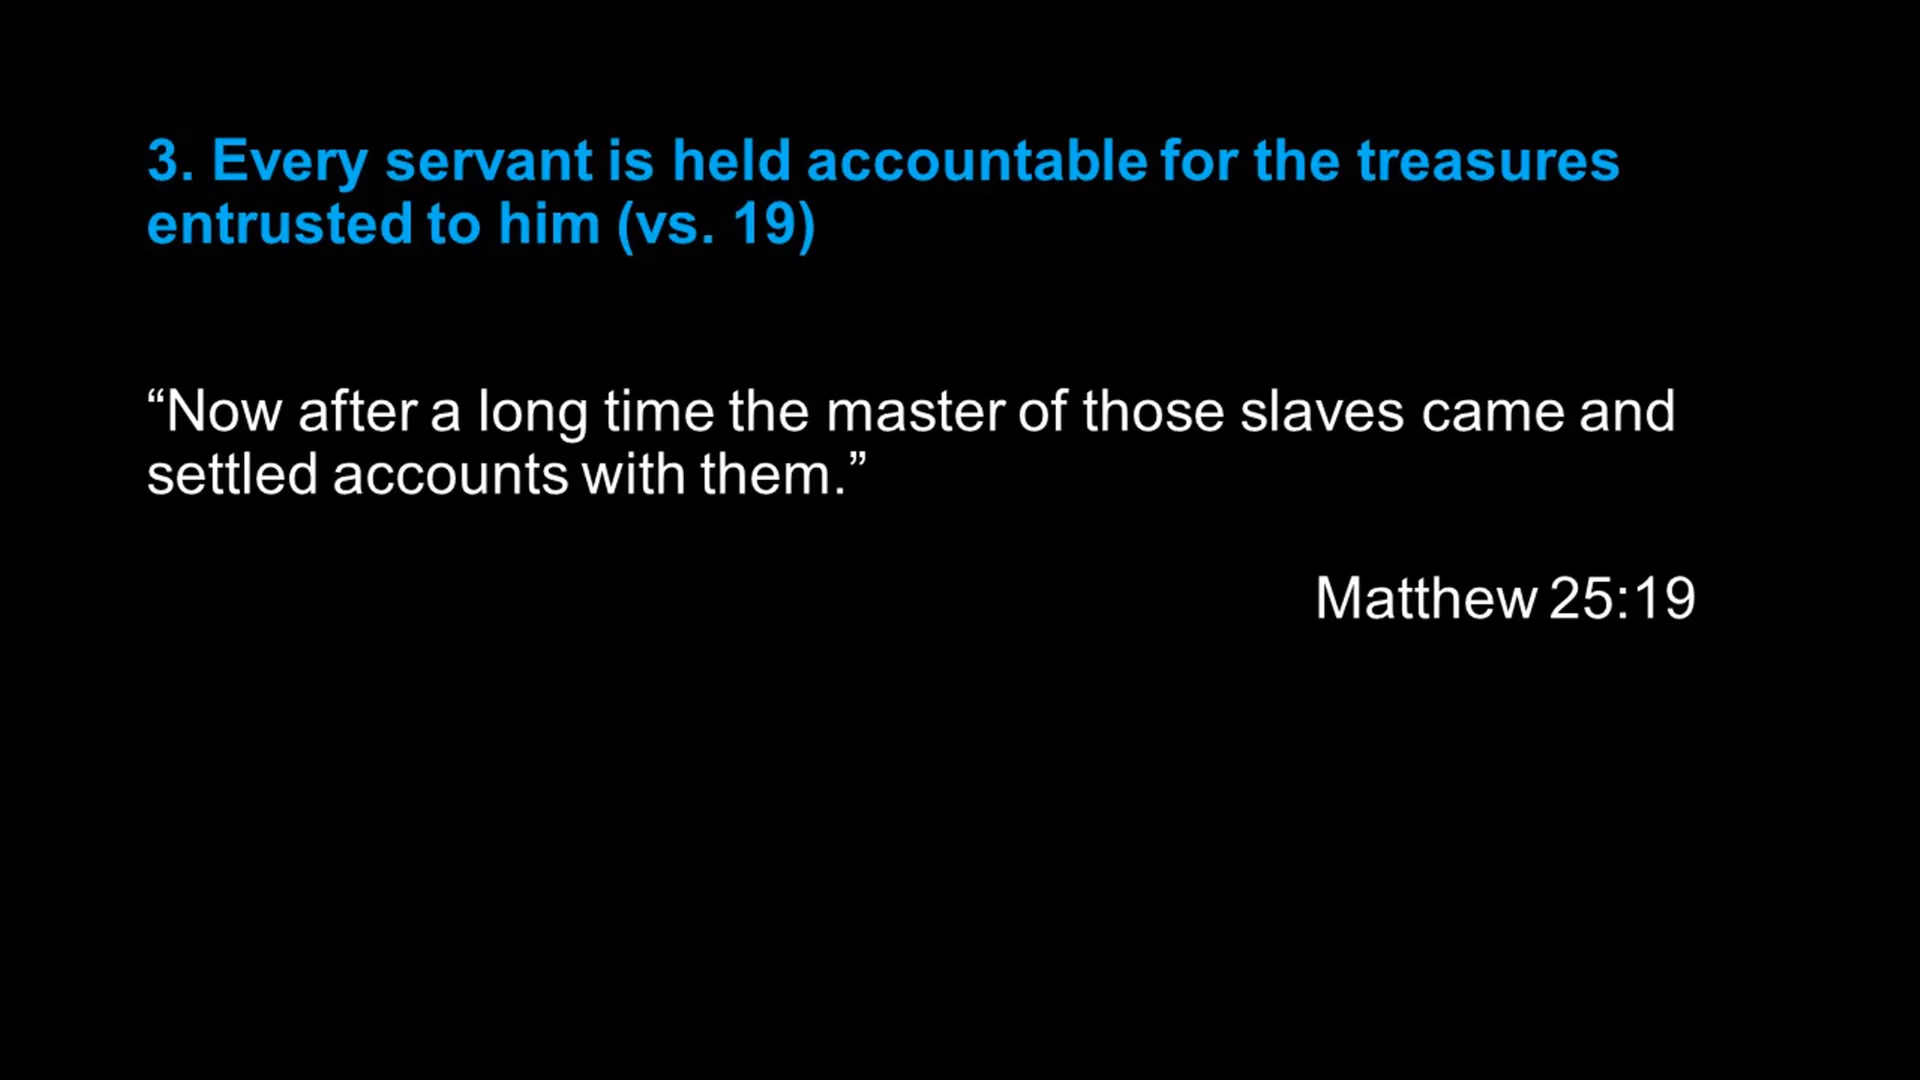 3. Every servant is held accountable for the treasures
entrusted to him (vs. 19)
“Now after a long time the master of those slaves came and
settled accounts with them.”
Matthew 25:19